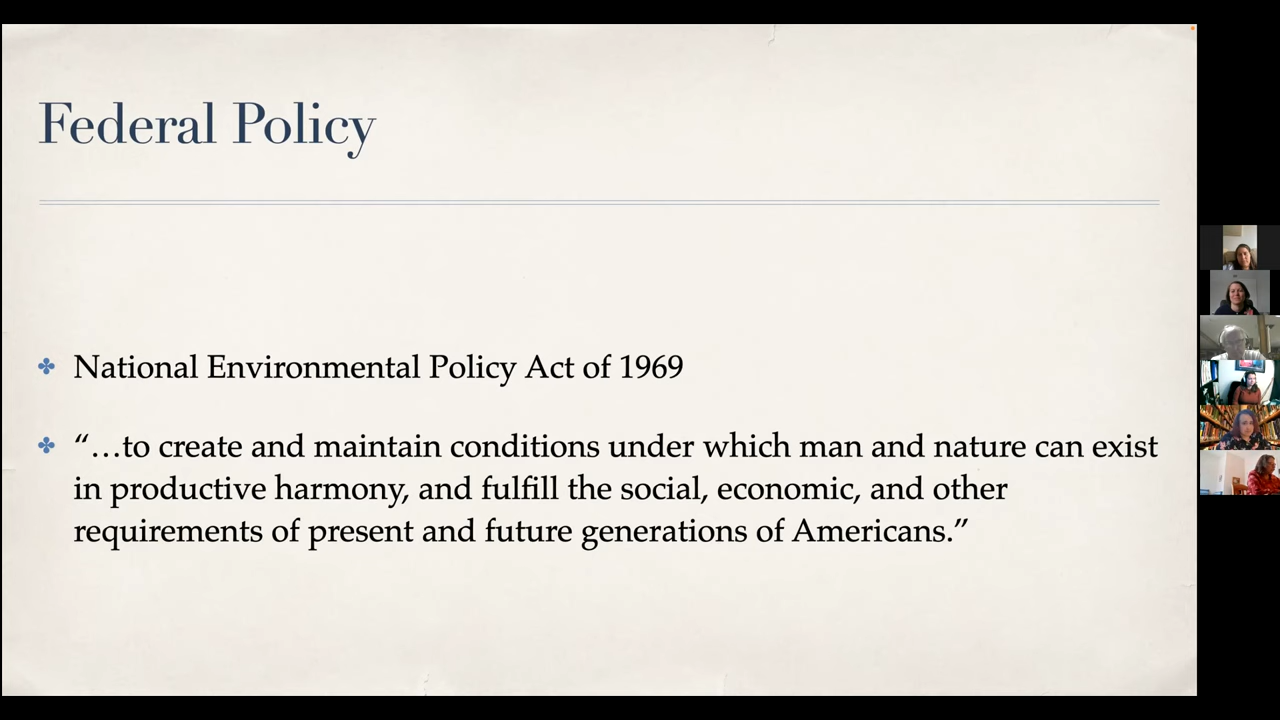 Federal Policy
National Environmental Policy Act of 1969
“…to create and maintain conditions under which man and nature can exist
in productive harmony, and fulfill the social, economic, and other
requirements of present and future generations of Americans.”